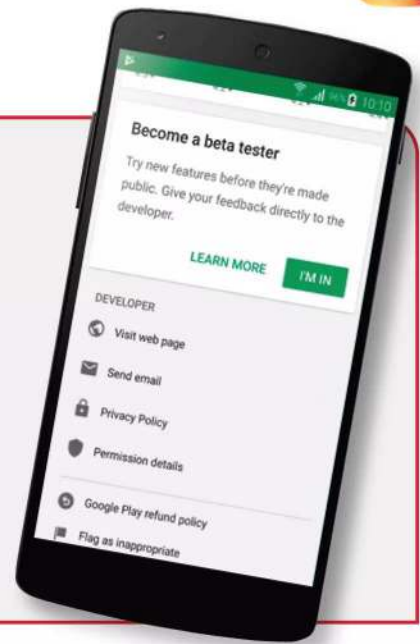 96% 10:10
Become a beta tester
Try new features before they're made
public. Give your feedback directly to the
developer.
LEARN MORE I'M IN
DEVELOPER
Visit web page
Send email
Privacy Policy
Permission details
Google Play refund policy
Flag as inappropriate